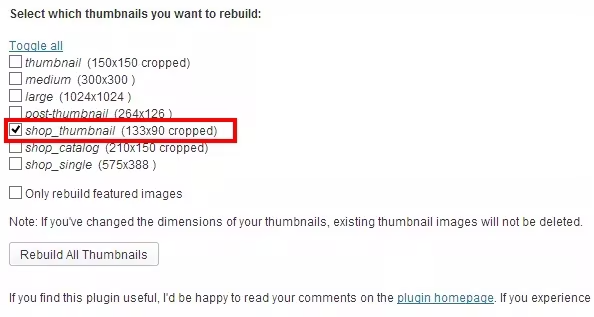 Select which thumbnails you want to rebuild:
Toggle all
thumbnail (150x150 cropped)
medium (300x300 )
large (1024x1024 )
post-thumbnail (264x126 )
shop_thumbnail (133x90 cropped)
shop_catalog (210x150 cropped)
shop_single (575x388 )
Only rebuild featured images
Note: If you've changed the dimensions of your thumbnails, existing thumbnail images will not be deleted.
Rebuild All Thumbnails
If you find this plugin useful, I'd be happy to read your comments on the plugin homepage. If you experience